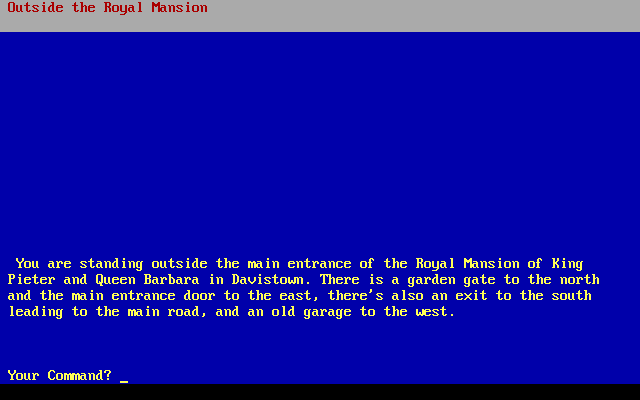 Outside the Royal Mansion
You are standing outside the main entrance of the Royal Mansion of King
Pieter and Queen Barbara in Davistown. There is a garden gate to the north
and the main entrance door to the east, there's also an exit to the south
leading to the main road, and an old garage to the west.
Your Command? _